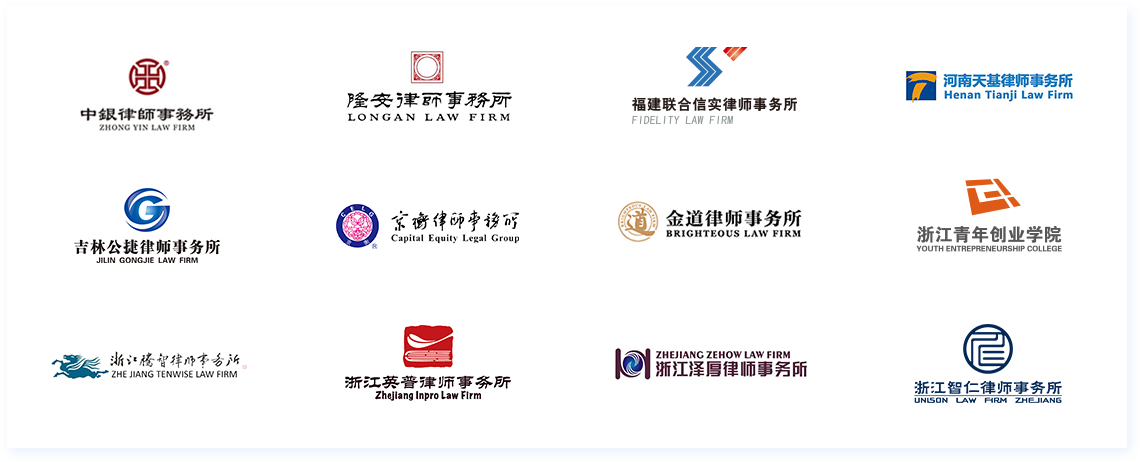 中銀律師事務所
ZHONG YIN LAW FIRM
隆安律師事務所
LONGAN LAW FIRM
福建联合信实律师事务所
FIDELITY LAW FIRM
河南天基律师事务所
Henan Tianji Law Firm
吉林公捷律师事务所
JILIN GONGJIE LAW FIRM
CELG
京衡律師事務所
Capital Equity Legal Group
道
金道律师事务所
BRIGHTEOUS LAW FIRM
浙江青年创业学院
YOUTH ENTREPRENEURSHIP COLLEGE
浙江腾智律师事务所
ZHE JIANG TENWISE LAW FIRM
浙江英普律师事务所
Zhejiang Inpro Law Firm
ZHEJIANG ZEHOW LAW FIRM
浙江泽厚律师事务所
浙江智仁律师事务所
UNISON LAW FIRM ZHEJIANG